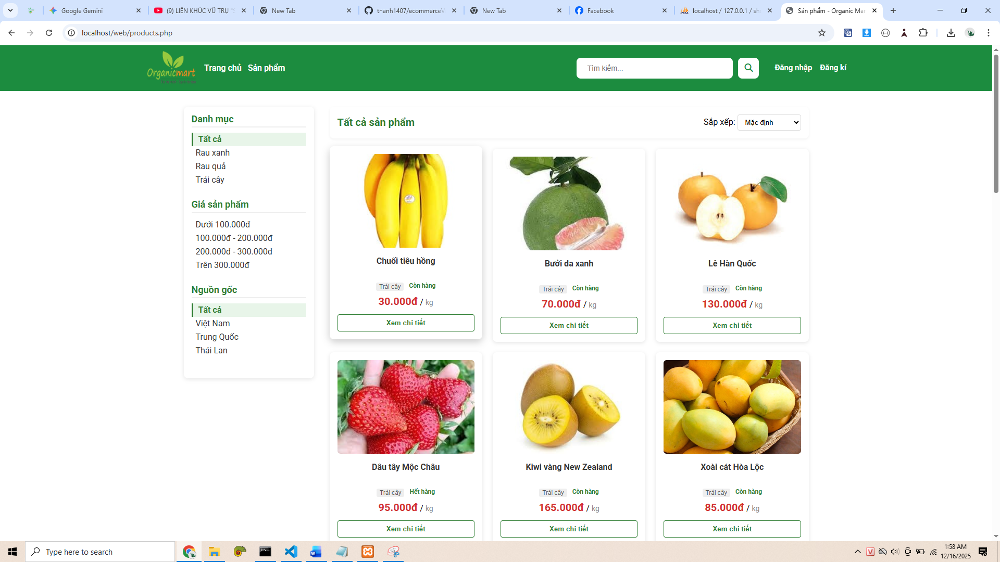 Google Gemini
(9) LIÊN KHÚC VŨ TRỤ "S
New Tab
tnanh1407/ecommerceV
New Tab
Facebook
localhost / 127.0.0.1 / sh
Sản phẩm - Organic Mar
localhost/web/products.php
Organicmart
Trang chủ
Sản phẩm
Tìm kiếm...
Đăng nhập
Đăng kí
Danh mục
Tất cả
Rau xanh
Rau quả
Trái cây
Giá sản phẩm
Dưới 100.000đ
100.000đ - 200.000đ
200.000đ - 300.000đ
Trên 300.000đ
Nguồn gốc
Tất cả
Việt Nam
Trung Quốc
Thái Lan
Tất cả sản phẩm
Sắp xếp: Mặc định
Chuối tiêu hồng
Trái cây Còn hàng
30.000đ / kg
Xem chi tiết
Bưởi da xanh
Trái cây Còn hàng
70.000đ / kg
Xem chi tiết
Lê Hàn Quốc
Trái cây Còn hàng
130.000đ / kg
Xem chi tiết
Dâu tây Mộc Châu
Trái cây Hết hàng
95.000đ / kg
Xem chi tiết
Kiwi vàng New Zealand
Trái cây Còn hàng
165.000đ / kg
Xem chi tiết
Xoài cát Hòa Lộc
Trái cây Còn hàng
85.000đ / kg
Xem chi tiết
Type here to search
1:58 AM
12/16/2025